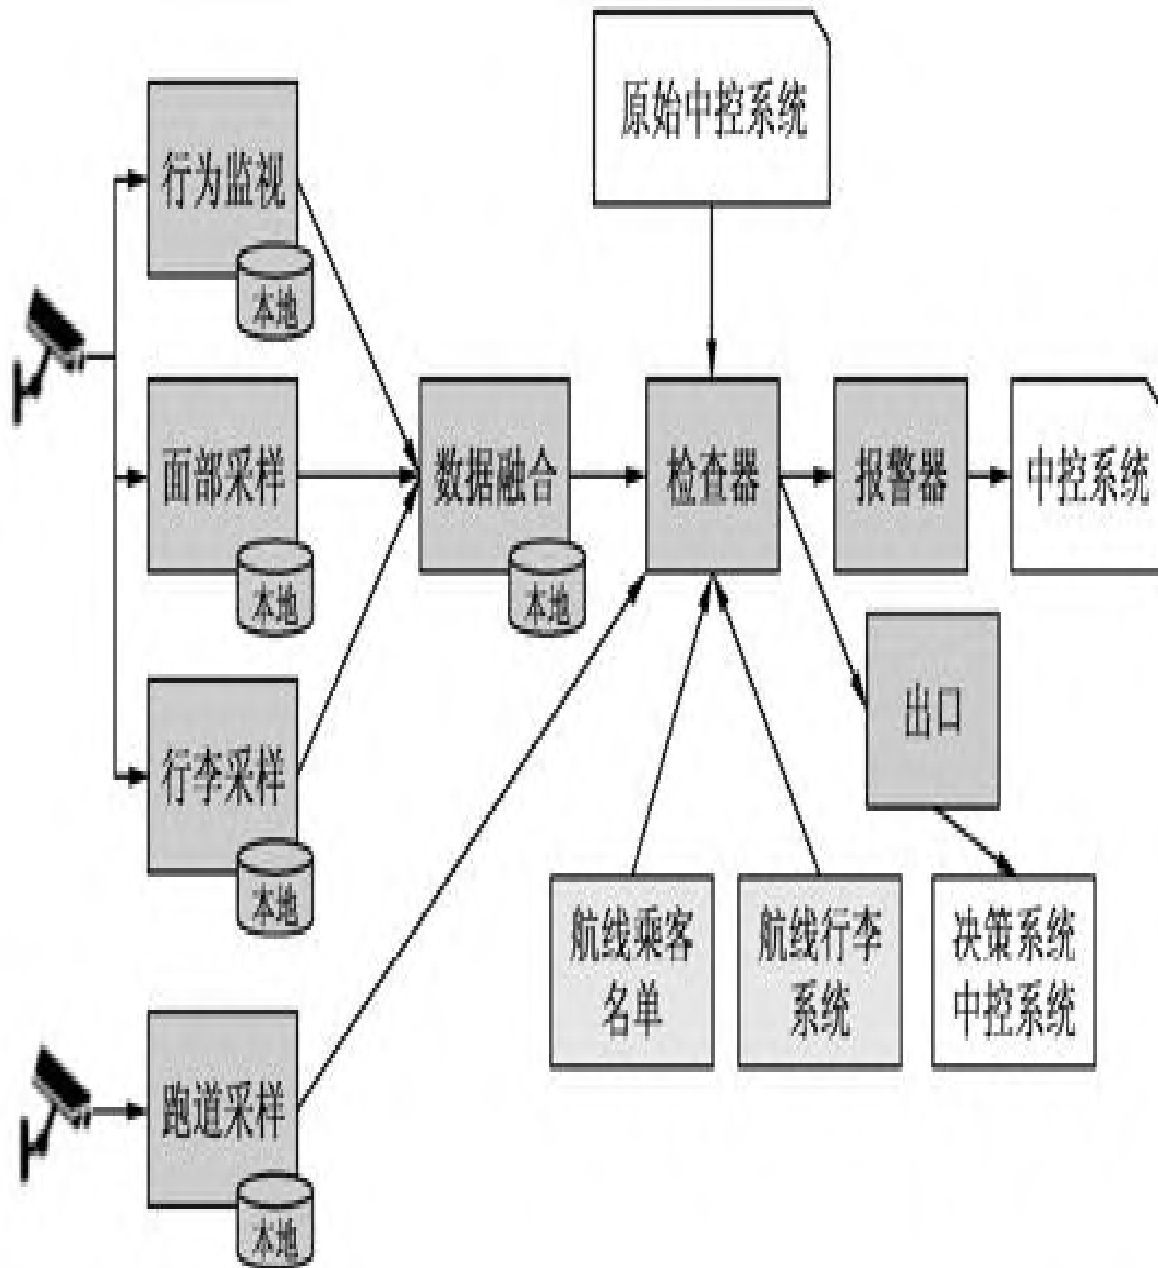 原始中控系统
行为监视
本地
面部采样
本地
数据融合
本地
检查器
报警器
中控系统
出口
行李采样
本地
航线乘客
名单
航线行李
系统
决策系统
中控系统
跑道采样
本地